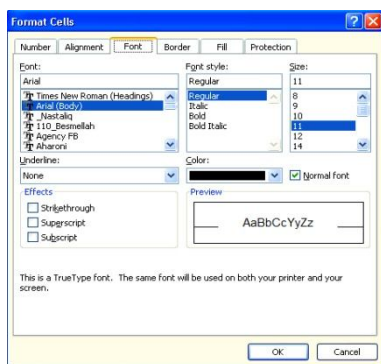 Format Cells
Number Alignment Font Border Fill Protection
Font: Font style: Size:
Arial Regular 11
Times New Roman (Headings) Regular 8
Arial (Body) Italic 9
_Nastaliq Bold 10
110_Besmellah Bold Italic 11
Agency FB 12
Aharoni 14
Underline: Color:
None Normal font
Effects Preview
Strikethrough
Superscript AaBbCcYyZz
Subscript
This is a TrueType font. The same font will be used on both your printer and your
screen.
OK Cancel